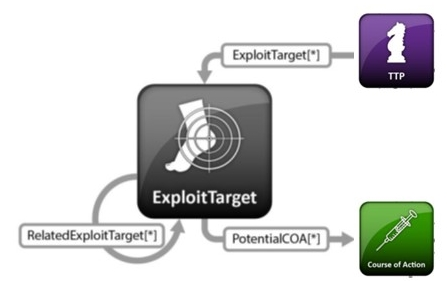 ExploitTarget[*]
TTP
ExploitTarget
RelatedExploitTarget[*]
PotentialCOA[*]
Course of Action